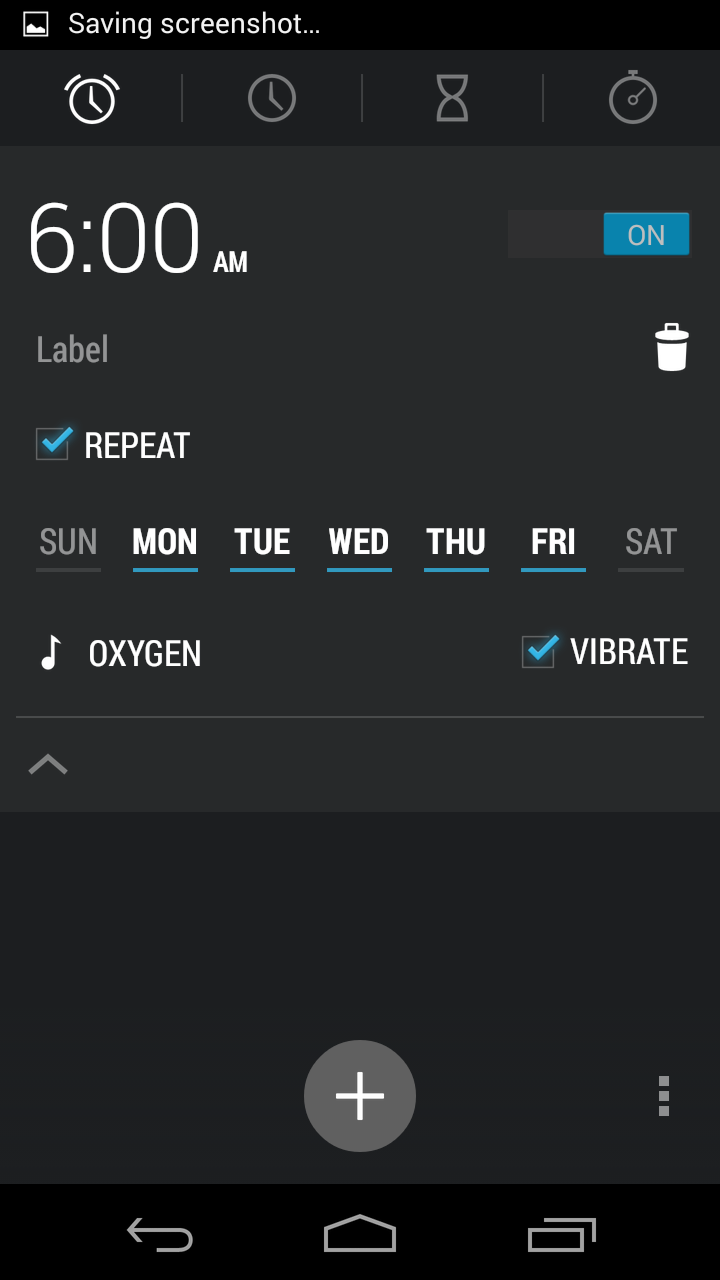 Saving screenshot...
6:00 AM
ON
Label
REPEAT
SUN MON TUE WED THU FRI SAT
OXYGEN
VIBRATE